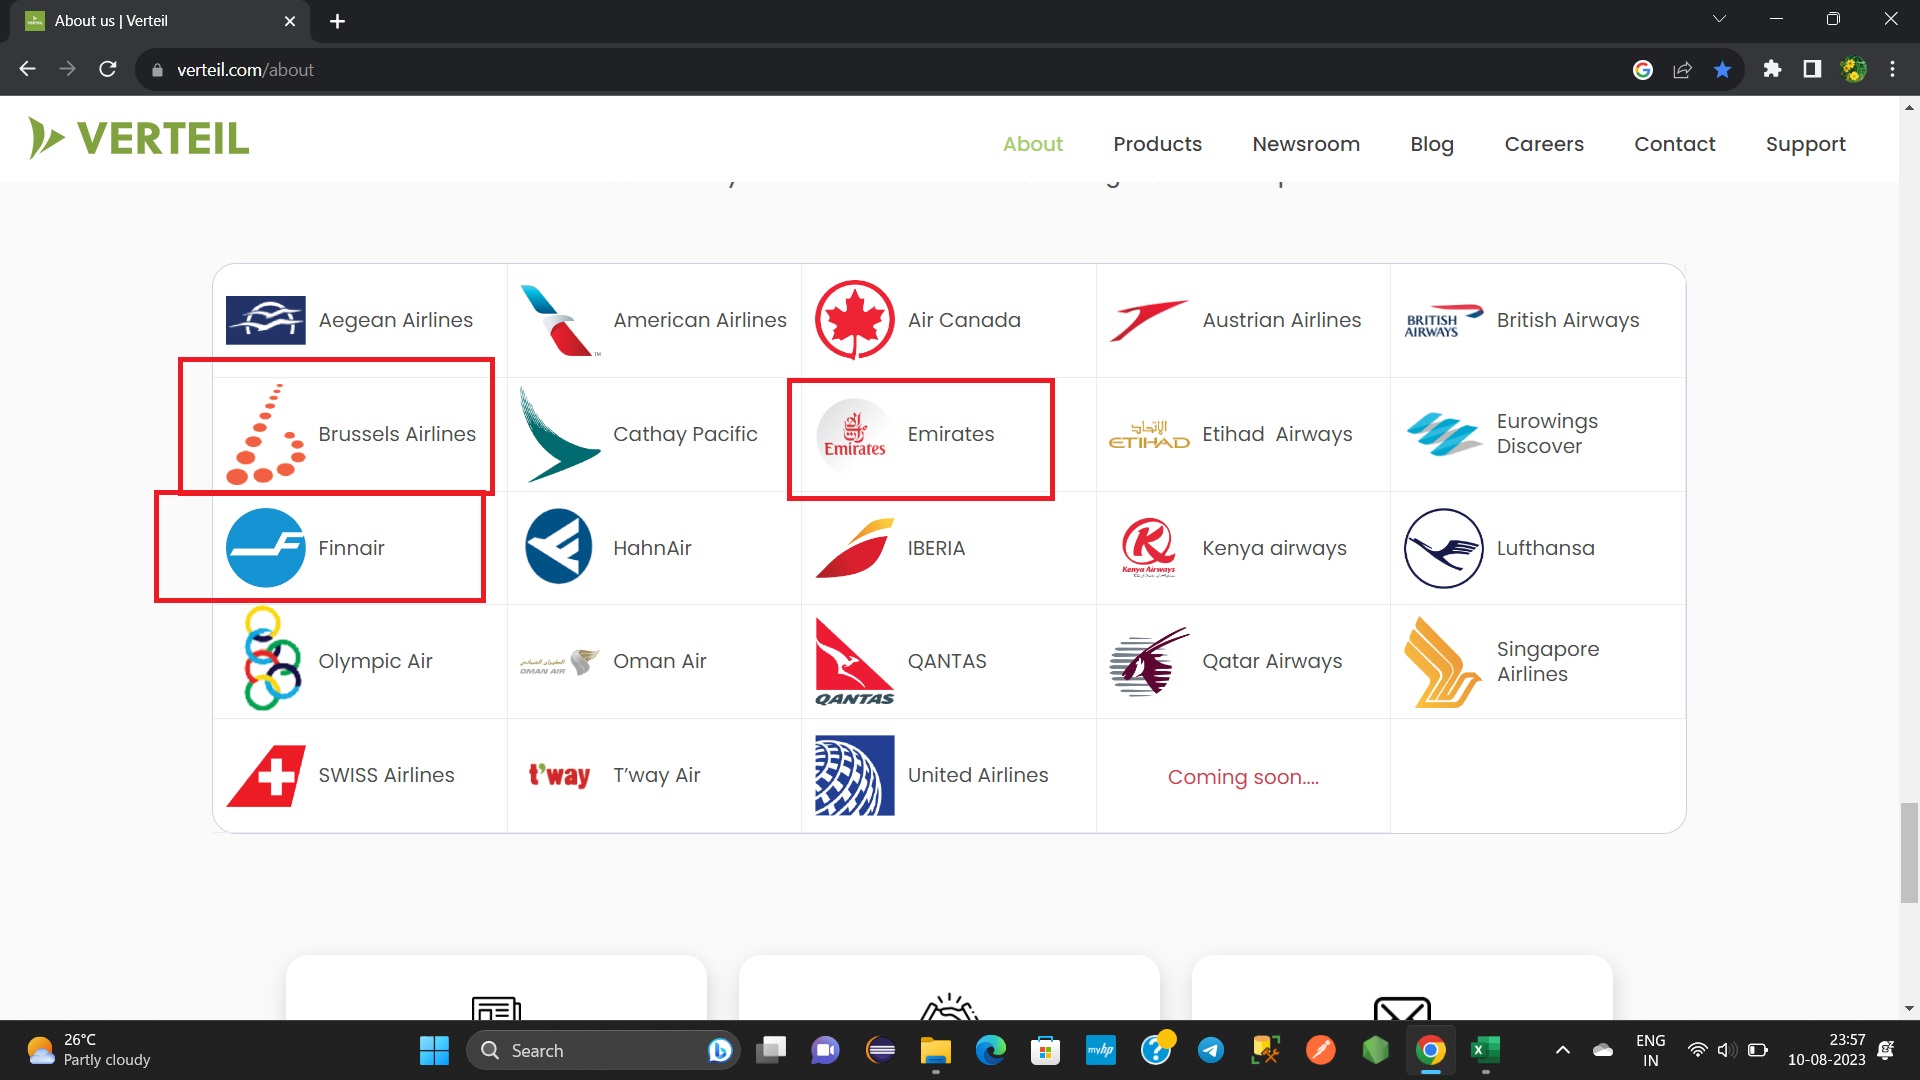 About us | Verteil
verteil.com/about
VERTEIL
About Products Newsroom Blog Careers Contact Support
Aegean Airlines
American Airlines
Air Canada
Austrian Airlines
BRITISH AIRWAYS
British Airways
Brussels Airlines
Cathay Pacific
Emirates
Emirates
الإتحاد
ETIHAD
Etihad Airways
Eurowings
Discover
Finnair
HahnAir
IBERIA
Kenya Airways
Kenya airways
Lufthansa
Olympic Air
OMAN AIR
Oman Air
QANTAS
QANTAS
Qatar Airways
Singapore
Airlines
SWISS Airlines
t'way
T'way Air
United Airlines
Coming soon....
26°C
Partly cloudy
Search
myhp
ENG
IN
23:57
10-08-2023